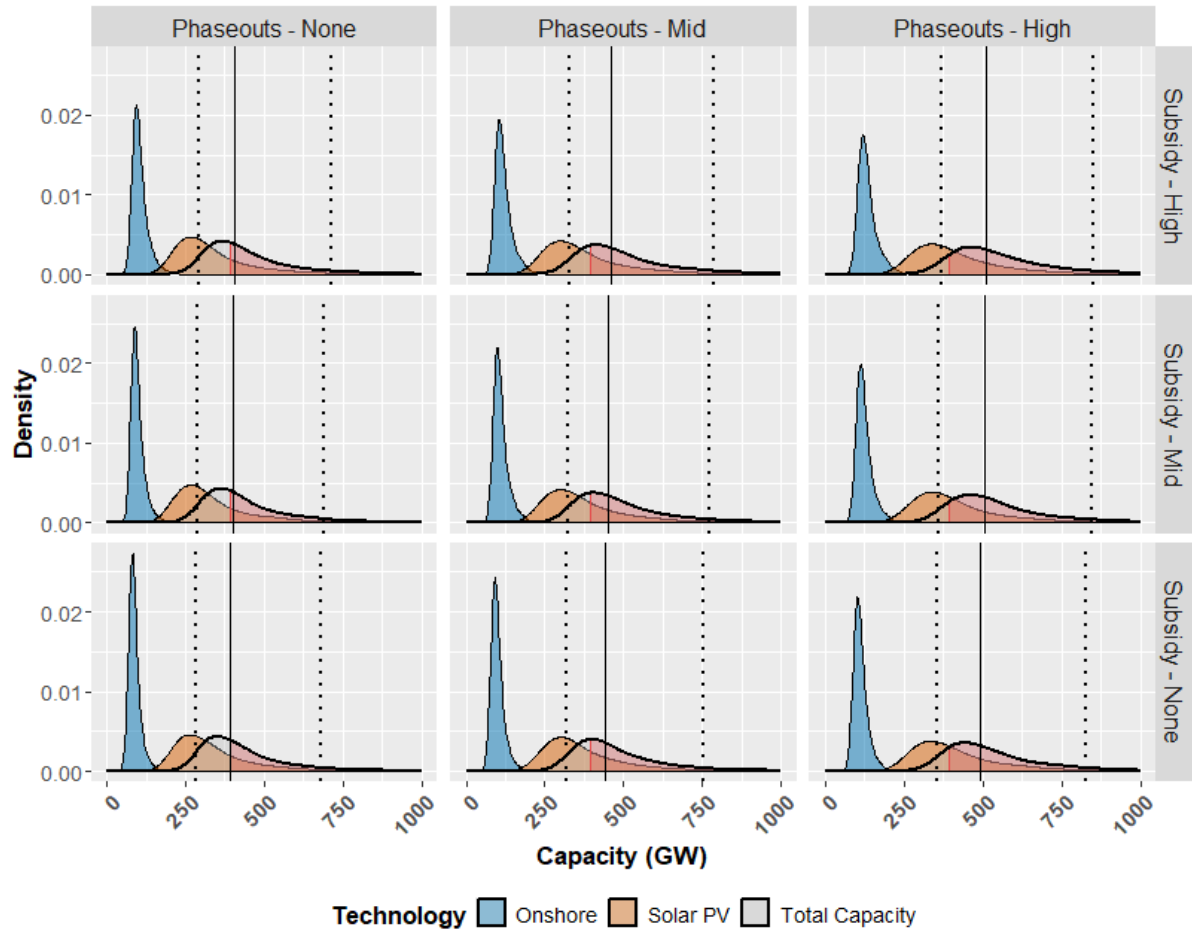 Phaseouts - None Phaseouts - Mid Phaseouts - High
0.02
0.01
0.00
Subsidy - High
0.02
0.01
0.00
Subsidy - Mid
0.02
0.01
0.00
Subsidy - None
Density
0 250 500 750 1000 0 250 500 750 1000 0 250 500 750 1000
Capacity (GW)
Technology Onshore Solar PV Total Capacity